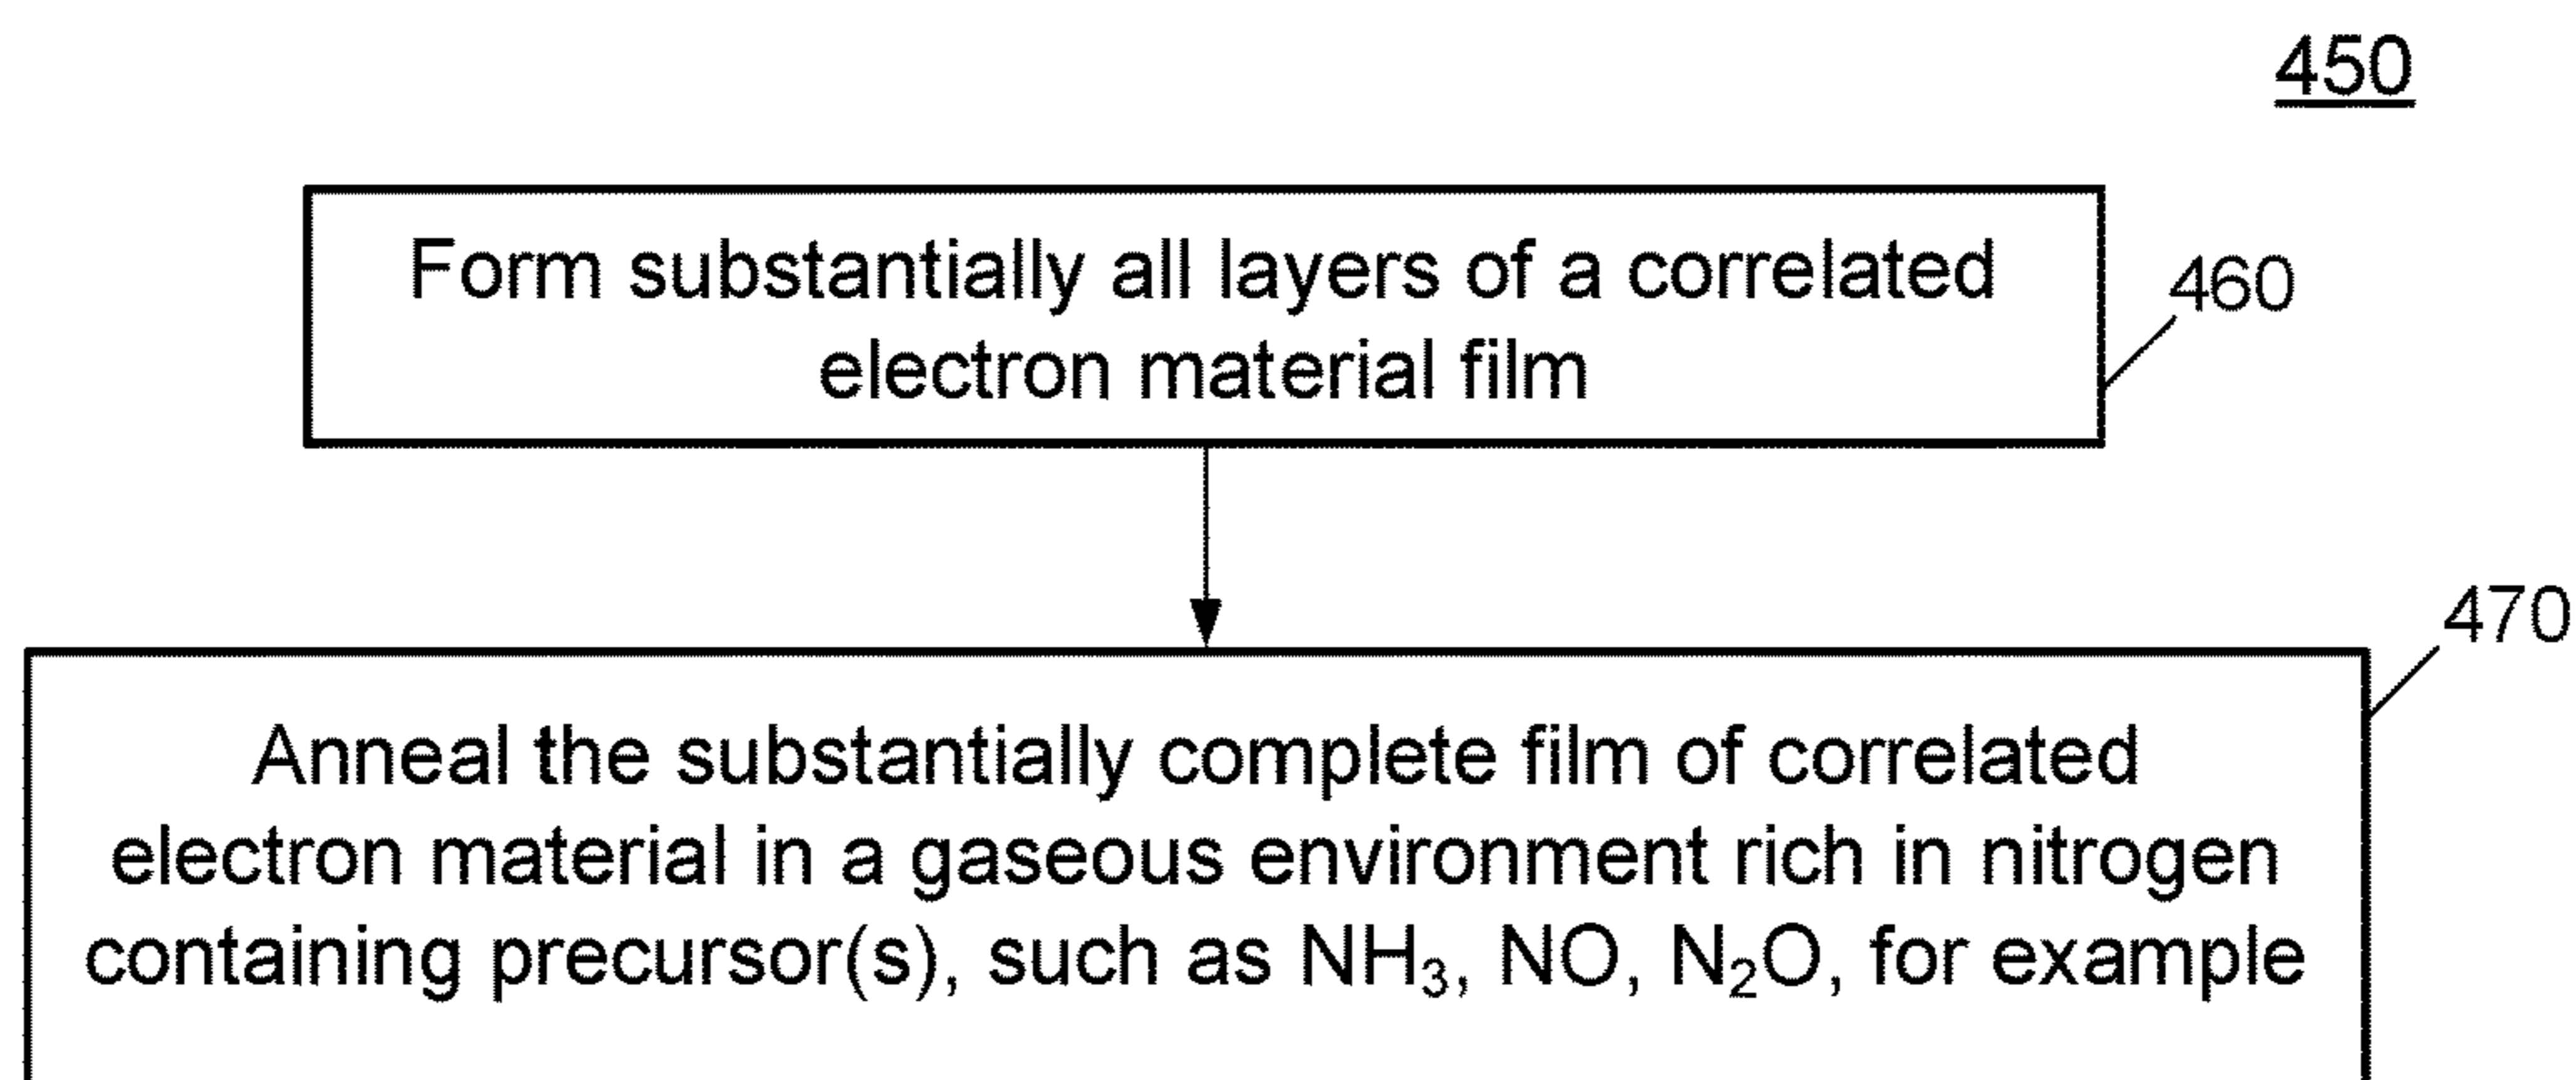 450
Form substantially all layers of a correlated
electron material film
460
470
Anneal the substantially complete film of correlated
electron material in a gaseous environment rich in nitrogen
containing precursor(s), such as NH₃, NO, N₂O, for example